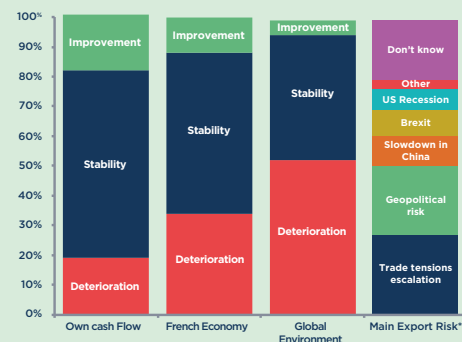 100%
90%
80%
70%
60%
50%
40%
30%
20%
10%
0%
Improvement
Stability
Deterioration
Improvement
Stability
Deterioration
Improvement
Stability
Deterioration
Don't know
Other
US Recession
Brexit
Slowdown in
China
Geopolitical
risk
Trade tensions
escalation
Own cash Flow
French Economy
Global
Environment
Main Export Risk*